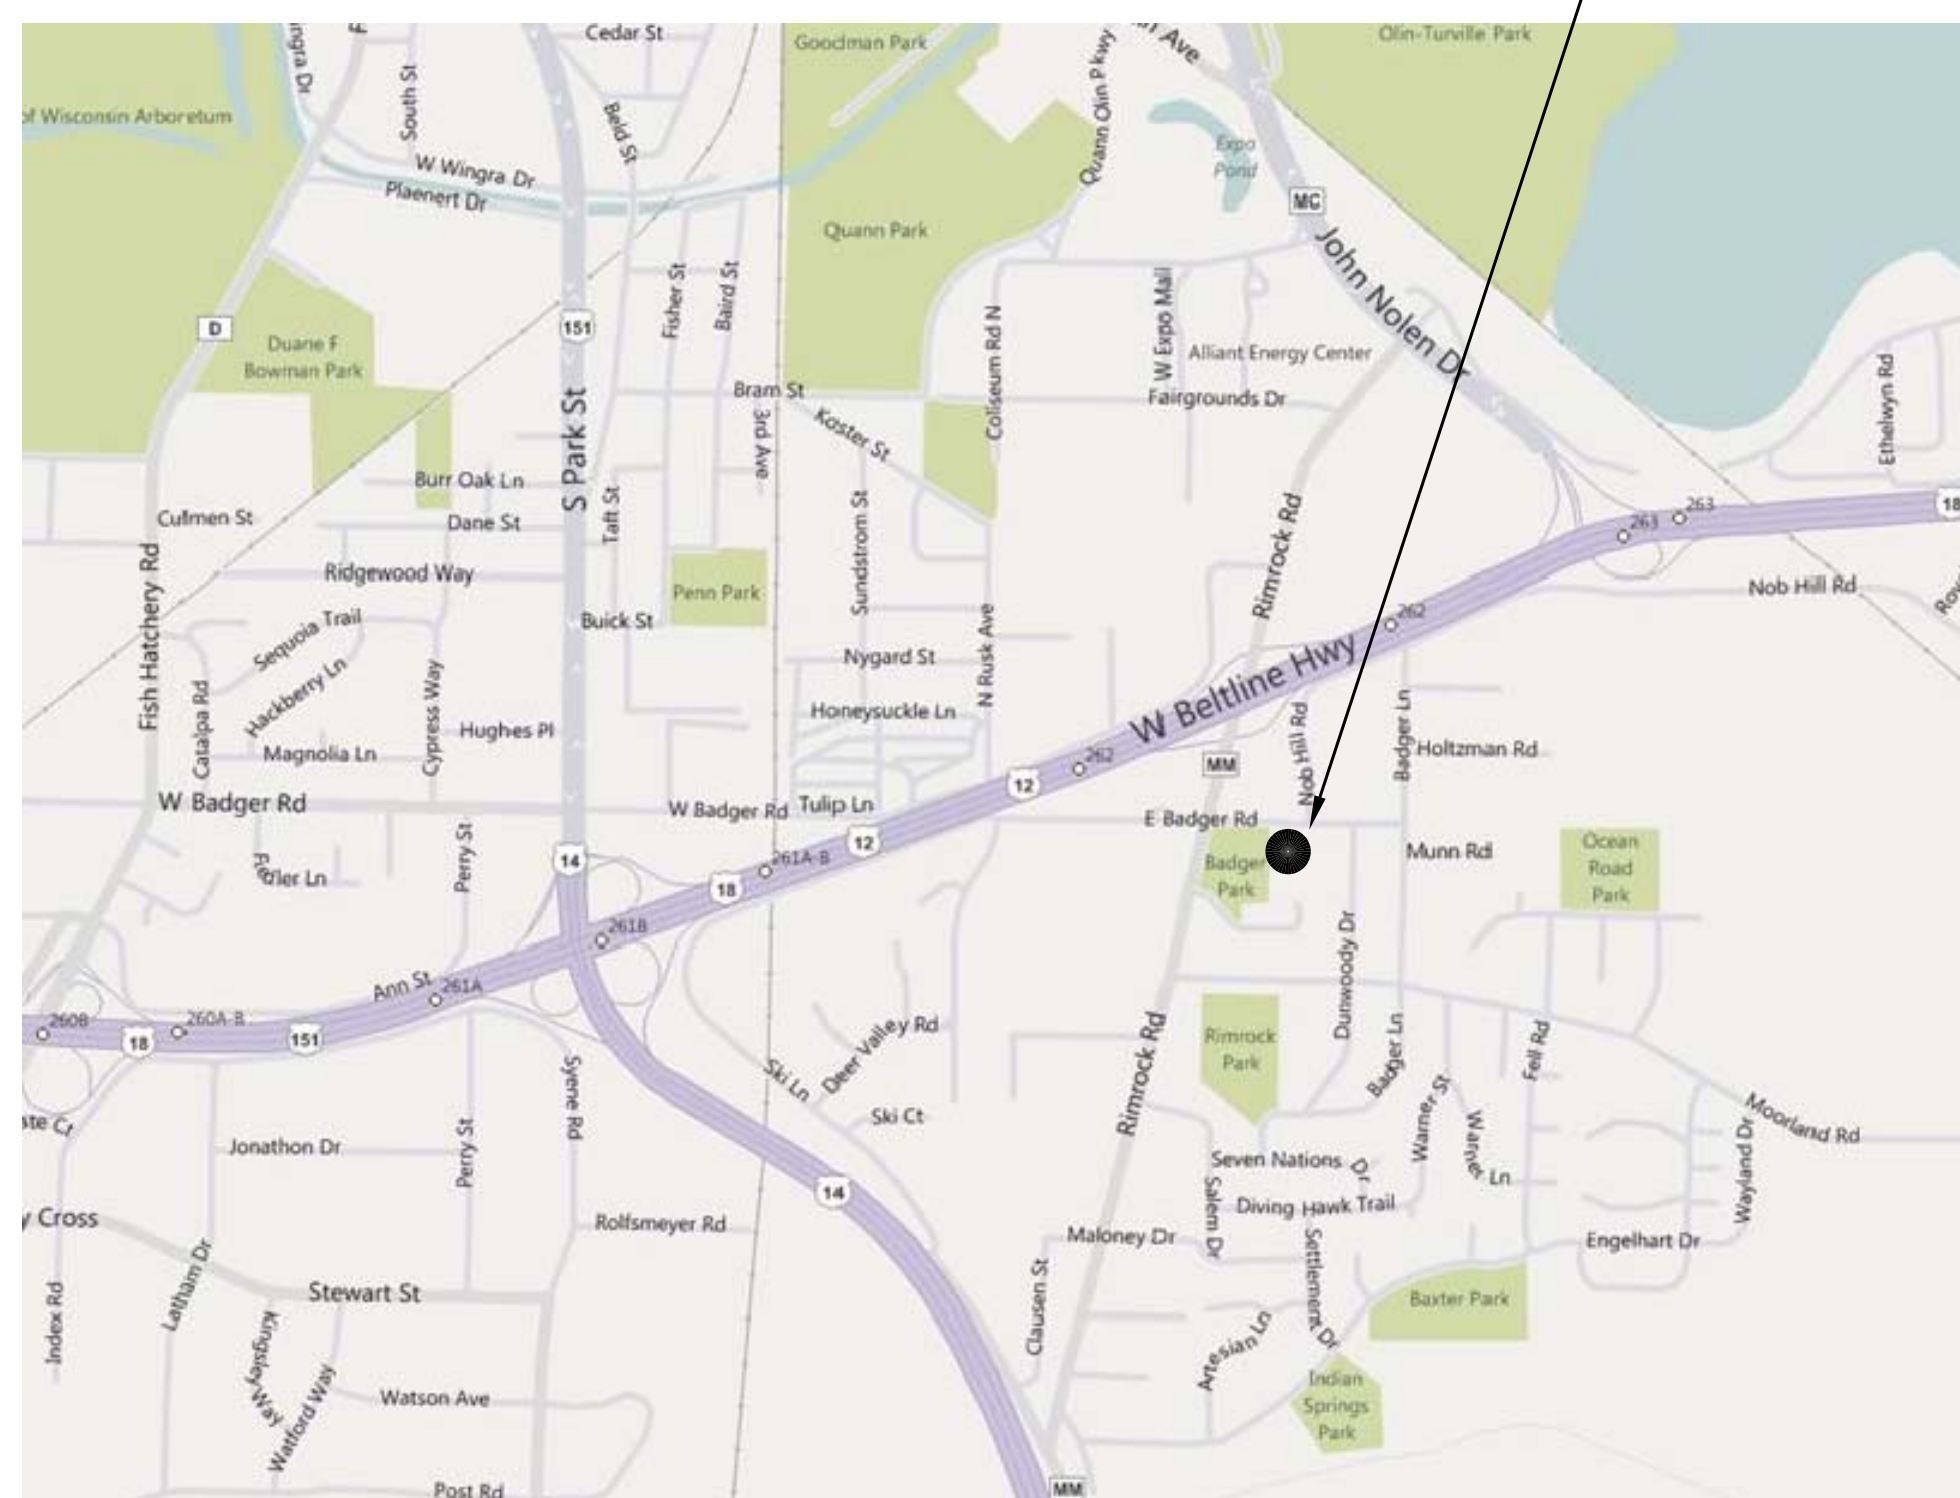 Cedar St
Goodman Park
Olin-Turville Park
Ave
ngra Dr
South St
Beld St
Quann Olin Pkwy
of Wisconsin Arboretum
Expo
Pond
W Wingra Dr
Plaenert Dr
MC
Quann Park
John Nolen Dr
Fisher St
Baird St
D
151
Duane F
Bowman Park
Coliseum Rd N
W Expo Mall
Alliant Energy Center
Fairgrounds Dr
Ethelwyn Rd
Bram St
3rd Ave
Koster St
S Park St
Burr Oak Ln
Culmen St
Dane St
Taft St
Sundstrom St
Rimrock Rd
263
263
18
Ridgewood Way
Penn Park
Nob Hill Rd
Fish Hatchery Rd
Sequoia Trail
Buick St
262
N Rusk Ave
Hackberry Ln
Nygard St
W Beltline Hwy
Catalpa Rd
Cypress Way
Hughes Pl
Honeysuckle Ln
Nob Hill Rd
Badger Ln
Holtzman Rd
Magnolia Ln
262
MM
12
W Badger Rd
W Badger Rd
Tulip Ln
E Badger Rd
12
Perry St
14
261A-B
18
Fiedler Ln
Badger
Park
Munn Rd
Ocean
Road
Park
261B
Dunwoody Dr
Ann St
261A
260B
18
260A-B
151
Deer Valley Rd
Rimrock
Park
Rimrock Rd
Badger Ln
Fell Rd
Syene Rd
Ski Ln
Ski Ct
Warner St
Warner Ln
Moorland Rd
Wayland Dr
ate Ct
Jonathon Dr
Perry St
Seven Nations Dr
14
Salem Dr
Diving Hawk Trail
y Cross
Rolfsmeyer Rd
Maloney Dr
Engelhart Dr
Latham Dr
Settlement Dr
Index Rd
Stewart St
Clausen St
Baxter Park
Kingsley Way
Artesian Ln
Watford Way
Watson Ave
Indian
Springs
Park
Post Rd
MM